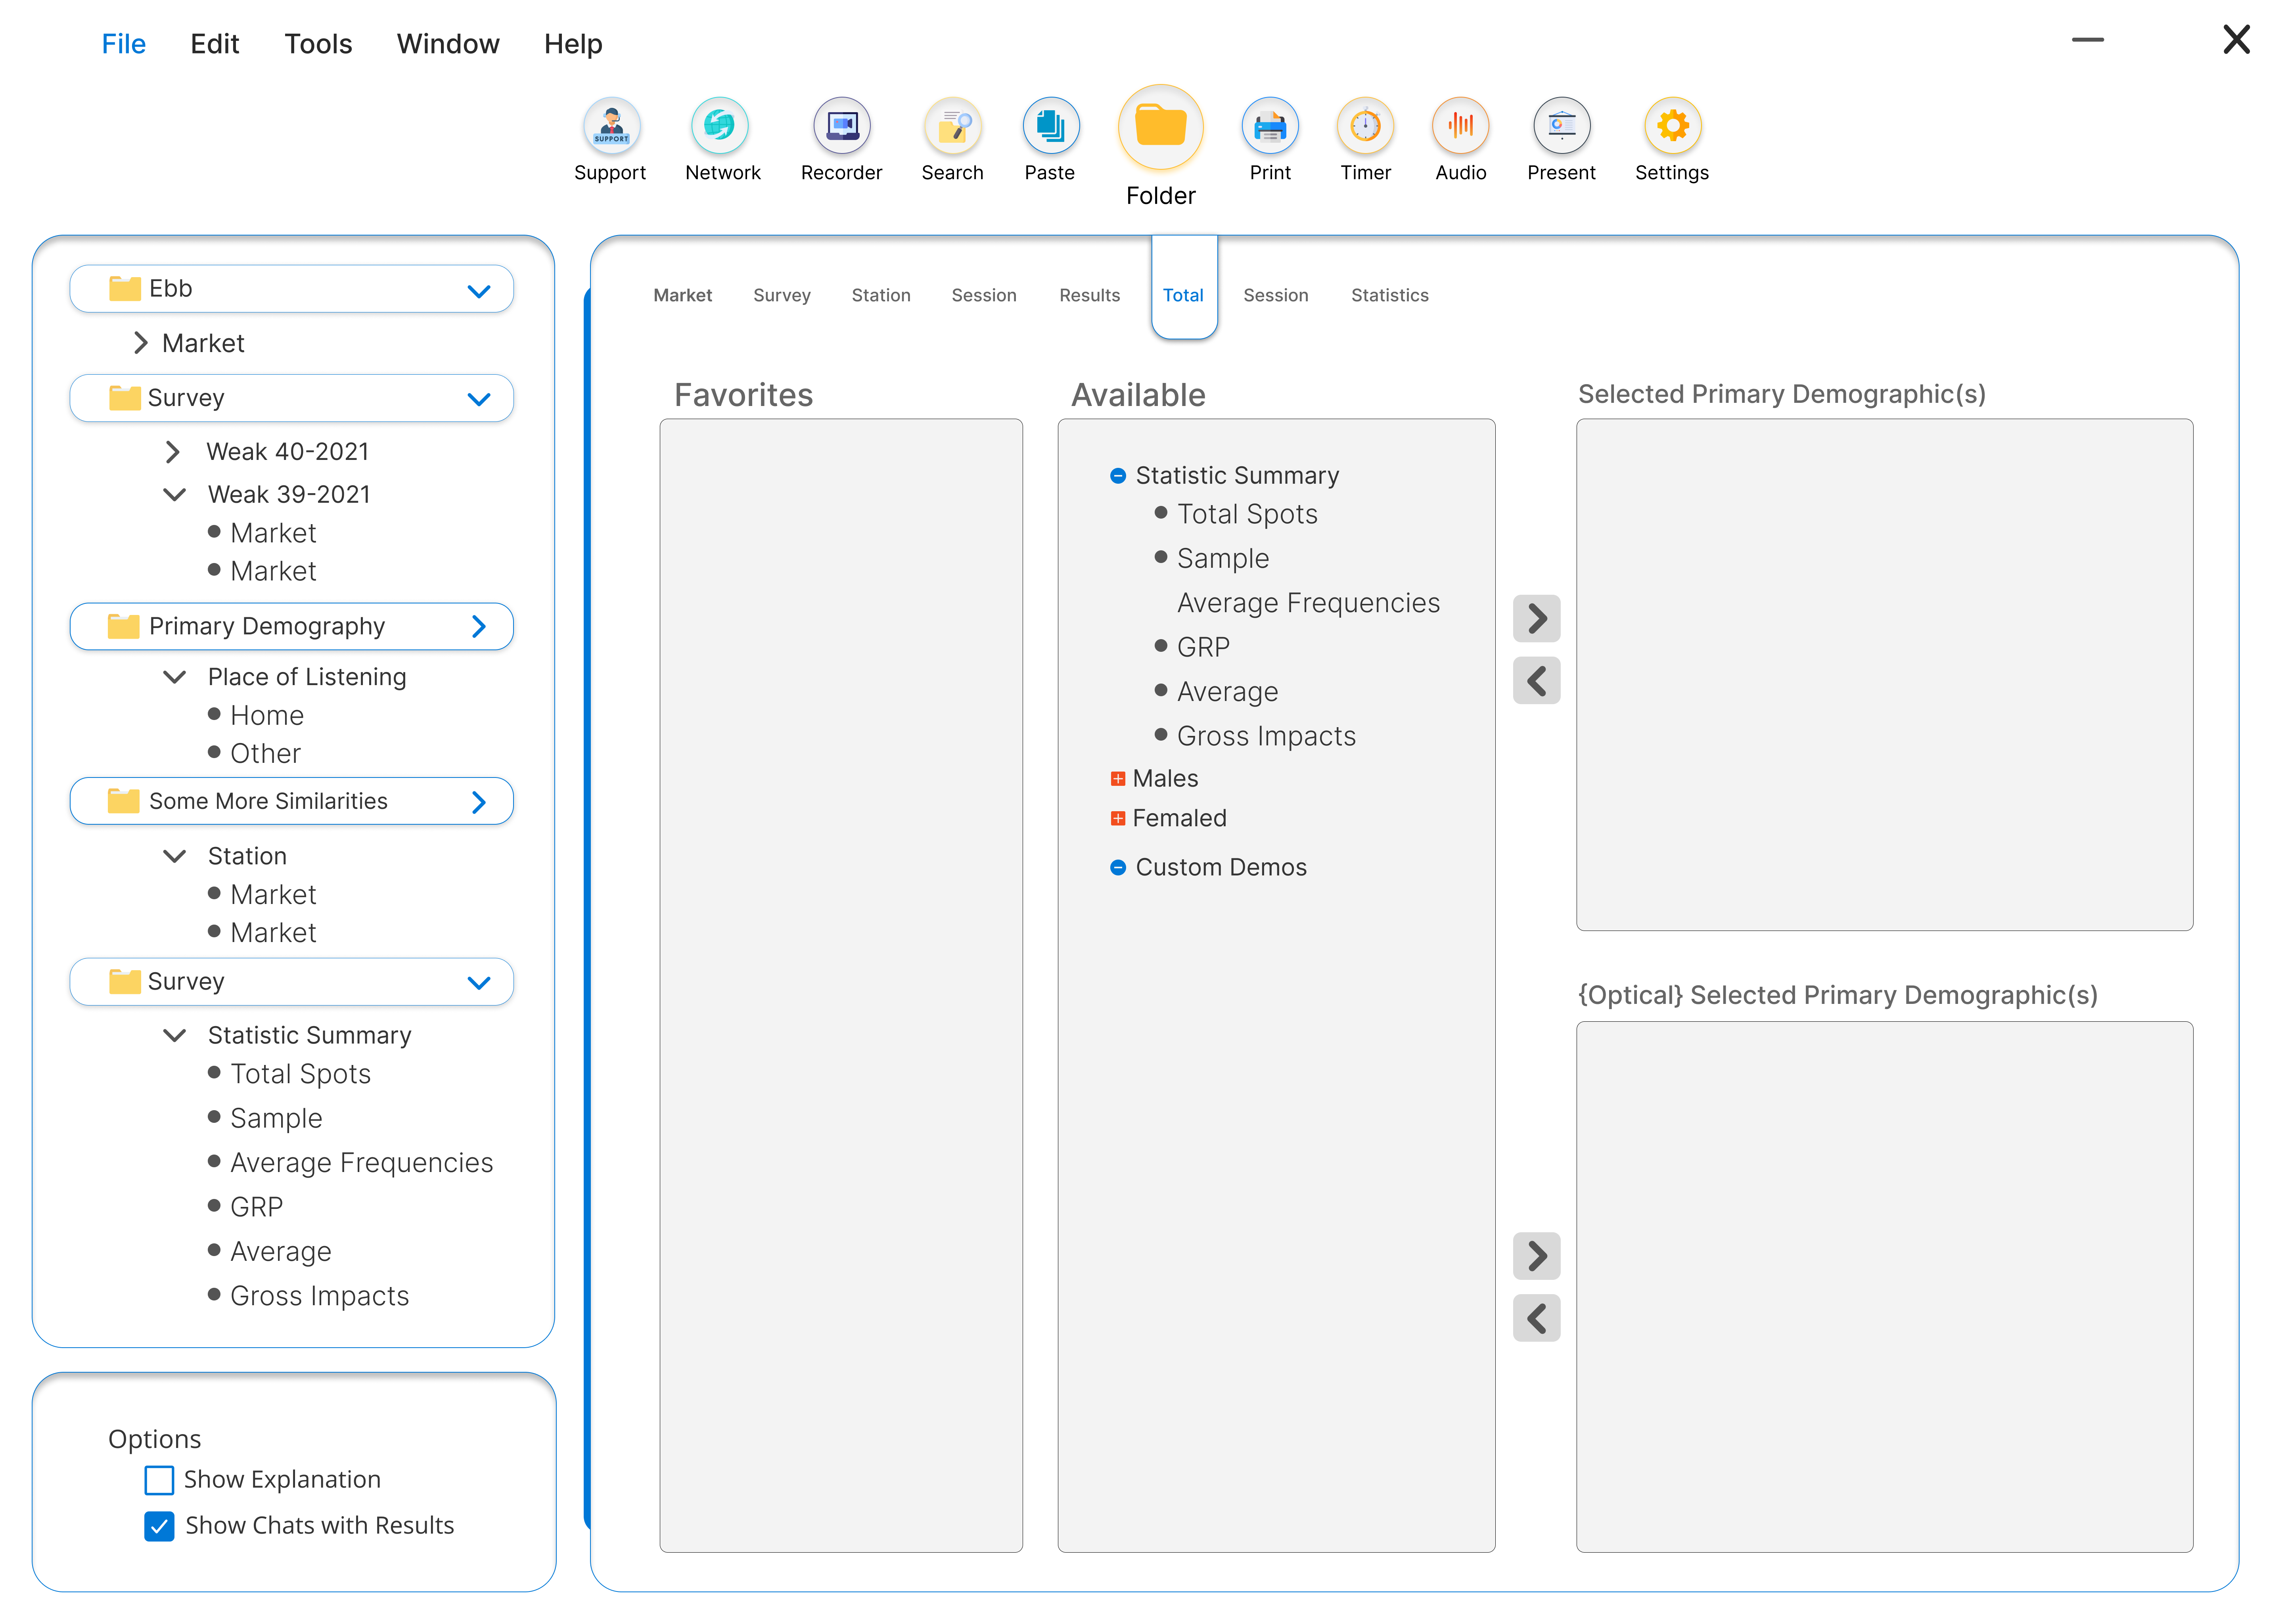 File Edit Tools Window Help
SUPPORT
Support Network Recorder Search Paste Folder Print Timer Audio Present Settings
Ebb
Market
Survey
Weak 40-2021
Weak 39-2021
Market
Market
Primary Demography
Place of Listening
Home
Other
Some More Similarities
Station
Market
Market
Survey
Statistic Summary
Total Spots
Sample
Average Frequencies
GRP
Average
Gross Impacts
Options
Show Explanation
Show Chats with Results
Market Survey Station Session Results Total Session Statistics
Favorites
Available
Statistic Summary
Total Spots
Sample
Average Frequencies
GRP
Average
Gross Impacts
Males
Femaled
Custom Demos
Selected Primary Demographic(s)
{Optical} Selected Primary Demographic(s)